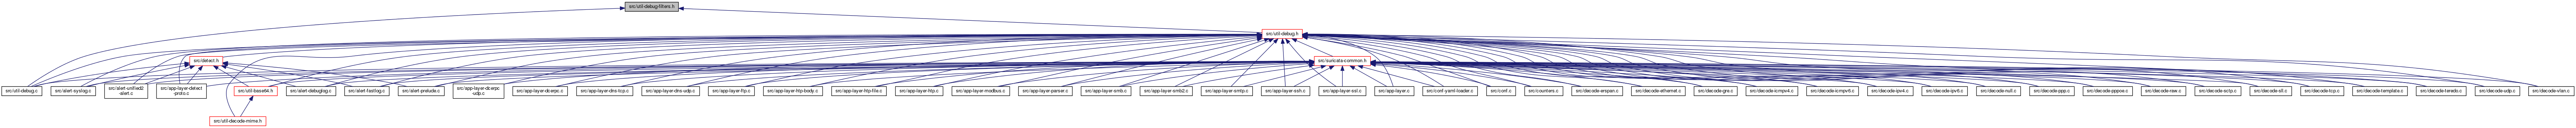 src/util-debug-filters.h
src/util-debug.h
src/detect.h
src/suricata-common.h
src/util-debug.c
src/alert-syslog.c
src/alert-unified2
-alert.c
src/app-layer-detect
-proto.c
src/util-base64.h
src/alert-debuglog.c
src/alert-fastlog.c
src/alert-prelude.c
src/app-layer-dcerpc
-udp.c
src/app-layer-dcerpc.c
src/app-layer-dns-tcp.c
src/app-layer-dns-udp.c
src/app-layer-ftp.c
src/app-layer-htp-body.c
src/app-layer-htp-file.c
src/app-layer-htp.c
src/app-layer-modbus.c
src/app-layer-parser.c
src/app-layer-smb.c
src/app-layer-smb2.c
src/app-layer-smtp.c
src/app-layer-ssh.c
src/app-layer-ssl.c
src/app-layer.c
src/conf-yaml-loader.c
src/conf.c
src/counters.c
src/decode-erspan.c
src/decode-ethernet.c
src/decode-gre.c
src/decode-icmpv4.c
src/decode-icmpv6.c
src/decode-ipv4.c
src/decode-ipv6.c
src/decode-null.c
src/decode-ppp.c
src/decode-pppoe.c
src/decode-raw.c
src/decode-sctp.c
src/decode-sll.c
src/decode-tcp.c
src/decode-template.c
src/decode-teredo.c
src/decode-udp.c
src/decode-vlan.c
src/util-decode-mime.h